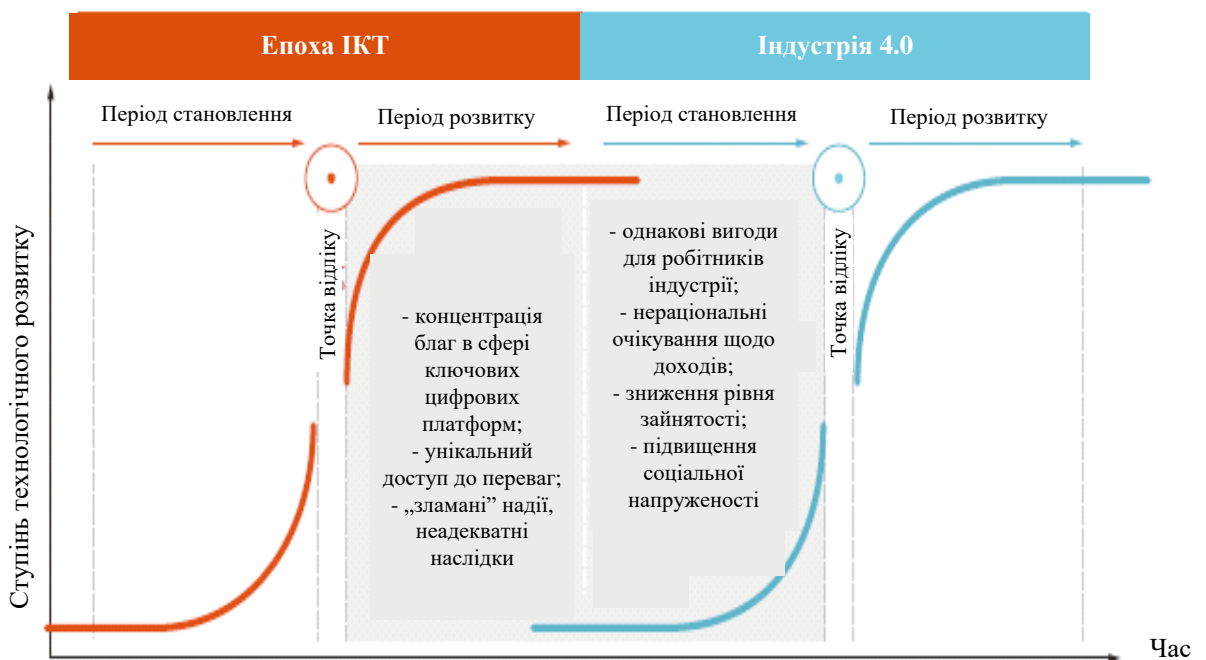 Епоха ІКТ
Індустрія 4.0
Період становлення
Період розвитку
Період становлення
Період розвитку
Ступінь технологічного розвитку
Точка відліку
- концентрація
благ в сфері
ключових
цифрових
платформ;
- унікальний
доступ до переваг;
- „зламані” надії,
неадекватні
наслідки
- однакові вигоди
для робітників
індустрії;
- нераціональні
очікування щодо
доходів;
- зниження рівня
зайнятості;
- підвищення
соціальної
напруженості
Точка відліку
Час